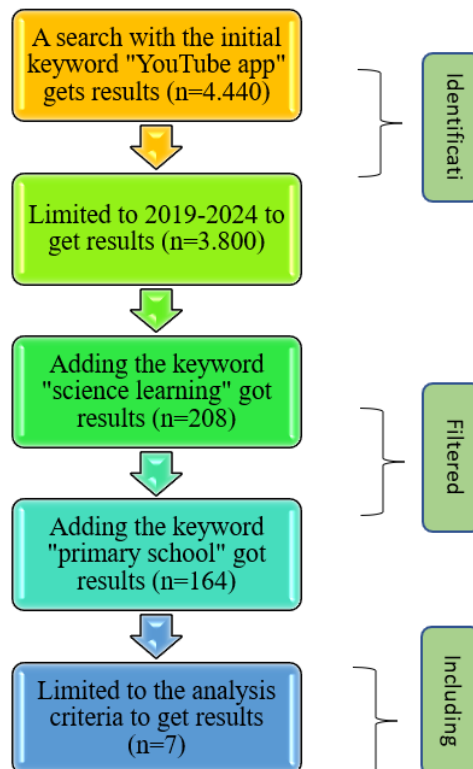 A search with the initial
keyword "YouTube app"
gets results (n=4.440)
Identificati
Limited to 2019-2024 to
get results (n=3.800)
Adding the keyword
"science learning" got
results (n=208)
Filtered
Adding the keyword
"primary school" got
results (n=164)
Limited to the analysis
criteria to get results
(n=7)
Including